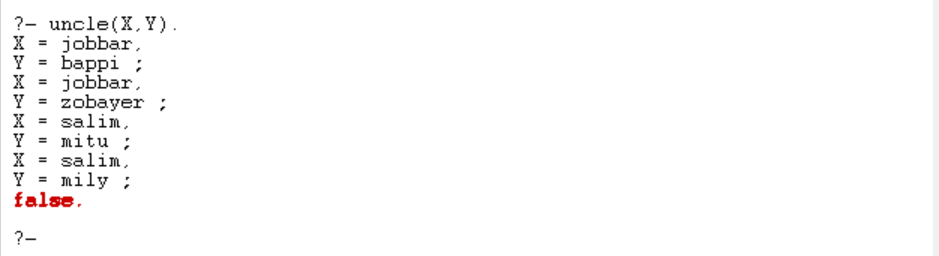 ?- uncle(X,Y).
X = jobbar,
Y = bappi ;
X = jobbar,
Y = zobayer ;
X = salim,
Y = mitu ;
X = salim,
Y = mily ;
false.
?-